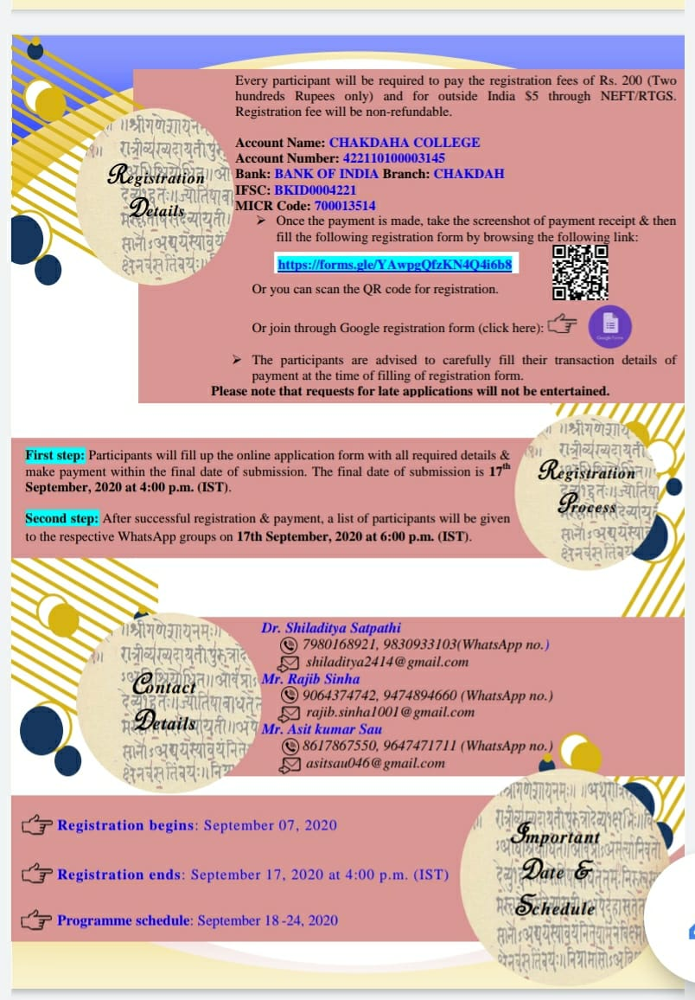 Every participant will be required to pay the registration fees of Rs. 200 (Two
hundreds Rupees only) and for outside India $5 through NEFT/RTGS.
Registration fee will be non-refundable.
Registration
Details
Account Name: CHAKDAHA COLLEGE
Account Number: 422110100003145
Bank: BANK OF INDIA Branch: CHAKDAH
IFSC: BKID0004221
MICR Code: 700013514
➢ Once the payment is made, take the screenshot of payment receipt & then
fill the following registration form by browsing the following link:
https://forms.gle/YAwpgQfzKN4Q4i6b8
Or you can scan the QR code for registration.
Or join through Google registration form (click here):
Google Forms
➢ The participants are advised to carefully fill their transaction details of
payment at the time of filling of registration form.
Please note that requests for late applications will not be entertained.
First step: Participants will fill up the online application form with all required details &
make payment within the final date of submission. The final date of submission is 17th
September, 2020 at 4:00 p.m. (IST).
Second step: After successful registration & payment, a list of participants will be given
to the respective WhatsApp groups on 17th September, 2020 at 6:00 p.m. (IST).
Registration
Process
Contact
Details
Dr. Shiladitya Satpathi
7980168921, 9830933103(WhatsApp no.)
shiladitya2414@gmail.com
Mr. Rajib Sinha
9064374742, 9474894660 (WhatsApp no.)
rajib.sinha1001@gmail.com
Mr. Asit kumar Sau
8617867550, 9647471711 (WhatsApp no.)
asitsau046@gmail.com
Registration begins: September 07, 2020
Registration ends: September 17, 2020 at 4:00 p.m. (IST)
Programme schedule: September 18-24, 2020
Important
Date &
Schedule